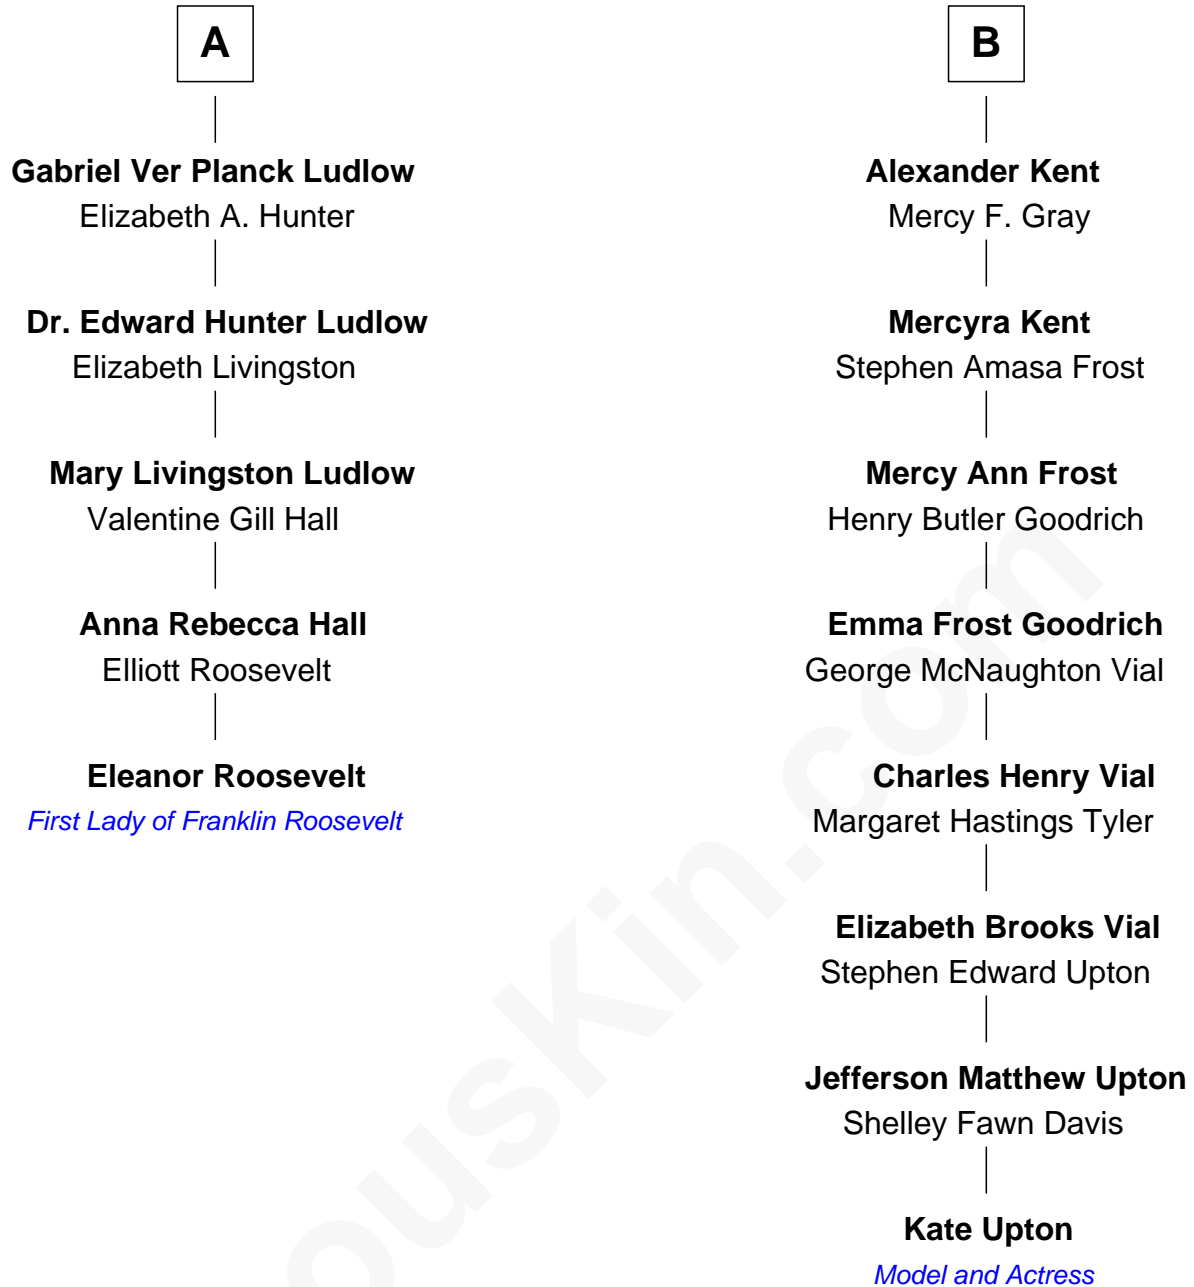 A
Gabriel Ver Planck Ludlow
Elizabeth A. Hunter
Dr. Edward Hunter Ludlow
Elizabeth Livingston
Mary Livingston Ludlow
Valentine Gill Hall
Anna Rebecca Hall
Elliott Roosevelt
Eleanor Roosevelt
First Lady of Franklin Roosevelt
B
Alexander Kent
Mercy F. Gray
Mercyra Kent
Stephen Amasa Frost
Mercy Ann Frost
Henry Butler Goodrich
Emma Frost Goodrich
George McNaughton Vial
Charles Henry Vial
Margaret Hastings Tyler
Elizabeth Brooks Vial
Stephen Edward Upton
Jefferson Matthew Upton
Shelley Fawn Davis
Kate Upton
Model and Actress
ousKin.com